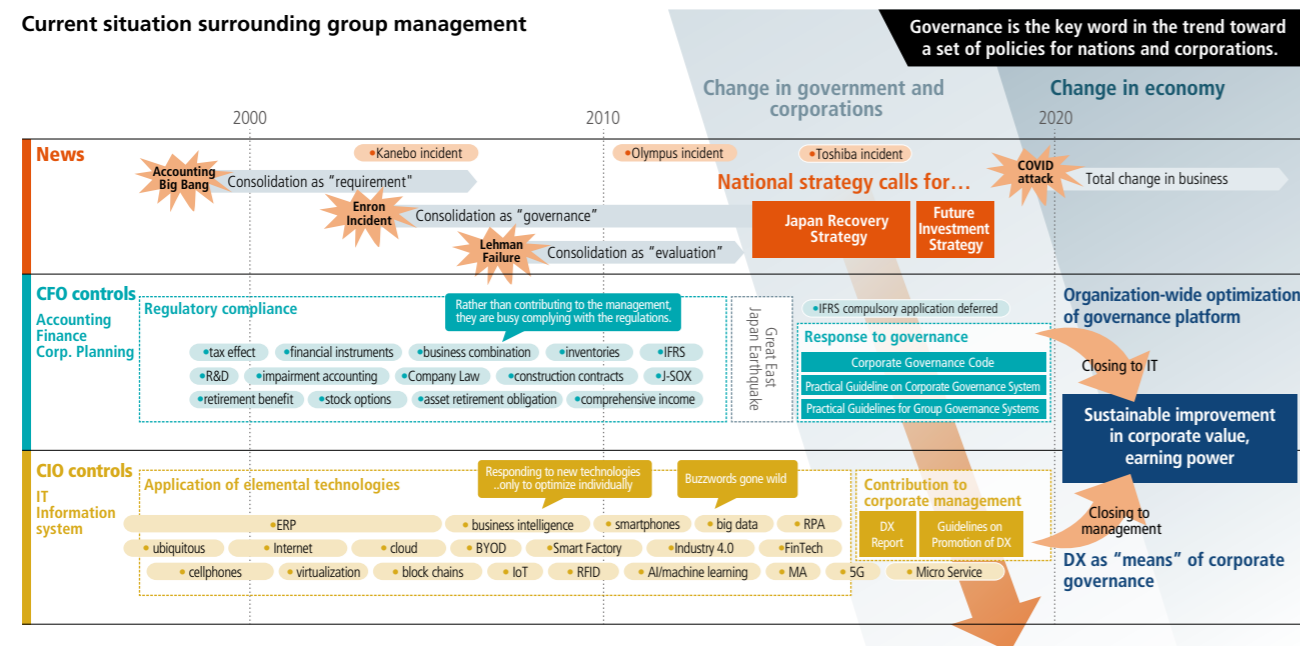 Current situation surrounding group management
Governance is the key word in the trend toward
a set of policies for nations and corporations.
Change in government and
corporations
Change in economy
2000
2010
2020
News
•Kanebo incident
•Olympus incident
•Toshiba incident
Accounting
Big Bang
Consolidation as “requirement”
National strategy calls for…
COVID
attack
Total change in business
Enron
Incident
Consolidation as “governance”
Japan Recovery
Strategy
Future
Investment
Strategy
Lehman
Failure
Consolidation as “evaluation”
CFO controls
Accounting
Finance
Corp. Planning
Regulatory compliance
Rather than contributing to the management,
they are busy complying with the regulations.
•tax effect
•financial instruments
•business combination
•inventories
•IFRS
•R&D
•impairment accounting
•Company Law
•construction contracts
•J-SOX
•retirement benefit
•stock options
•asset retirement obligation
•comprehensive income
Great East
Japan Earthquake
•IFRS compulsory application deferred
Response to governance
Corporate Governance Code
Practical Guideline on Corporate Governance System
Practical Guidelines for Group Governance Systems
Organization-wide optimization
of governance platform
Closing to IT
Sustainable improvement
in corporate value,
earning power
CIO controls
IT
Information
system
Application of elemental technologies
Responding to new technologies
..only to optimize individually
Buzzwords gone wild
•ERP
• business intelligence
• smartphones
• big data
• RPA
• ubiquitous
• Internet
• cloud
• BYOD
• Smart Factory
•Industry 4.0
•FinTech
• cellphones
• virtualization
• block chains
• IoT
• RFID
• AI/machine learning
• MA
• 5G
• Micro Service
Contribution to
corporate management
DX
Report
Guidelines on
Promotion of DX
Closing to
management
DX as “means” of corporate
governance